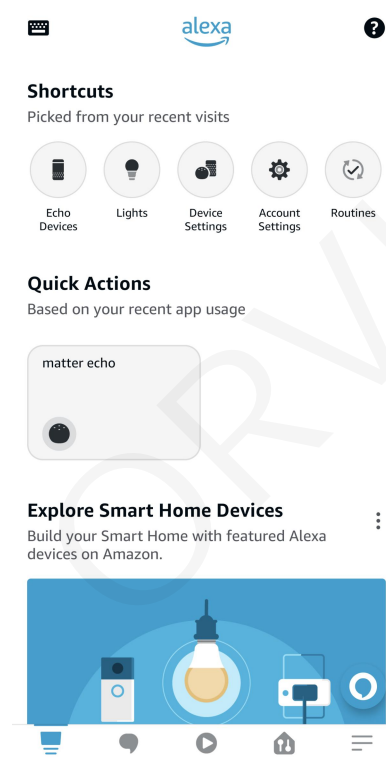 alexa
?
Shortcuts
Picked from your recent visits
Echo
Devices
Lights
Device
Settings
Account
Settings
Routines
Quick Actions
Based on your recent app usage
matter echo
Explore Smart Home Devices
Build your Smart Home with featured Alexa
devices on Amazon.
ORV